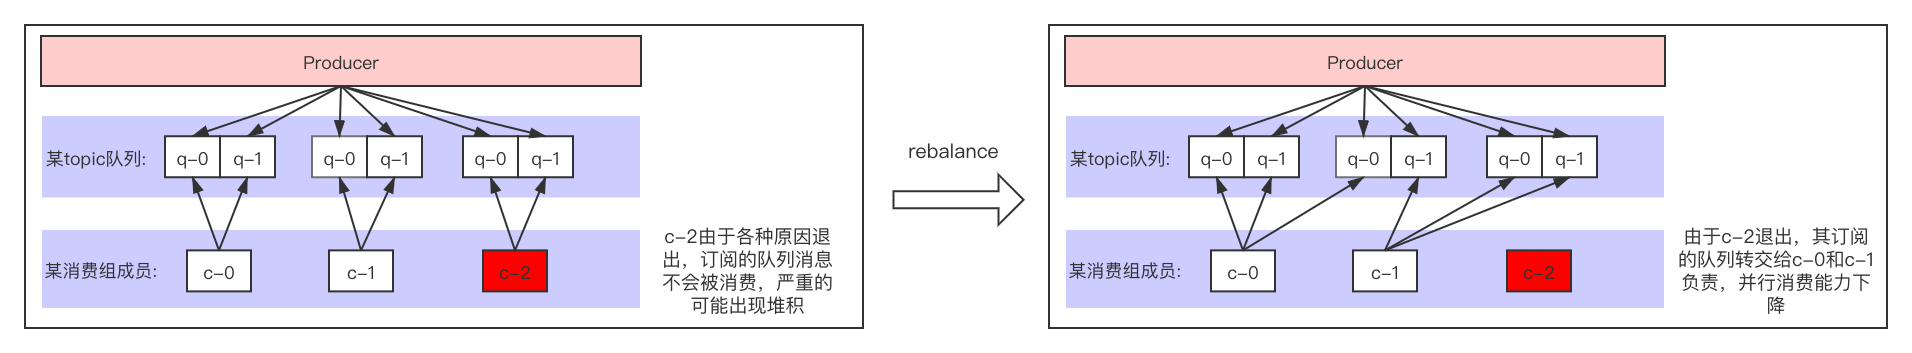 Producer
某topic队列: q-0 q-1 q-0 q-1 q-0 q-1
某消费组成员: c-0 c-1 c-2
c-2由于各种原因退
出，订阅的队列消息
不会被消费，严重的
可能出现堆积
rebalance
Producer
某topic队列: q-0 q-1 q-0 q-1 q-0 q-1
某消费组成员: c-0 c-1 c-2
由于c-2退出，其订阅
的队列转交给c-0和c-1
负责，并行消费能力下
降